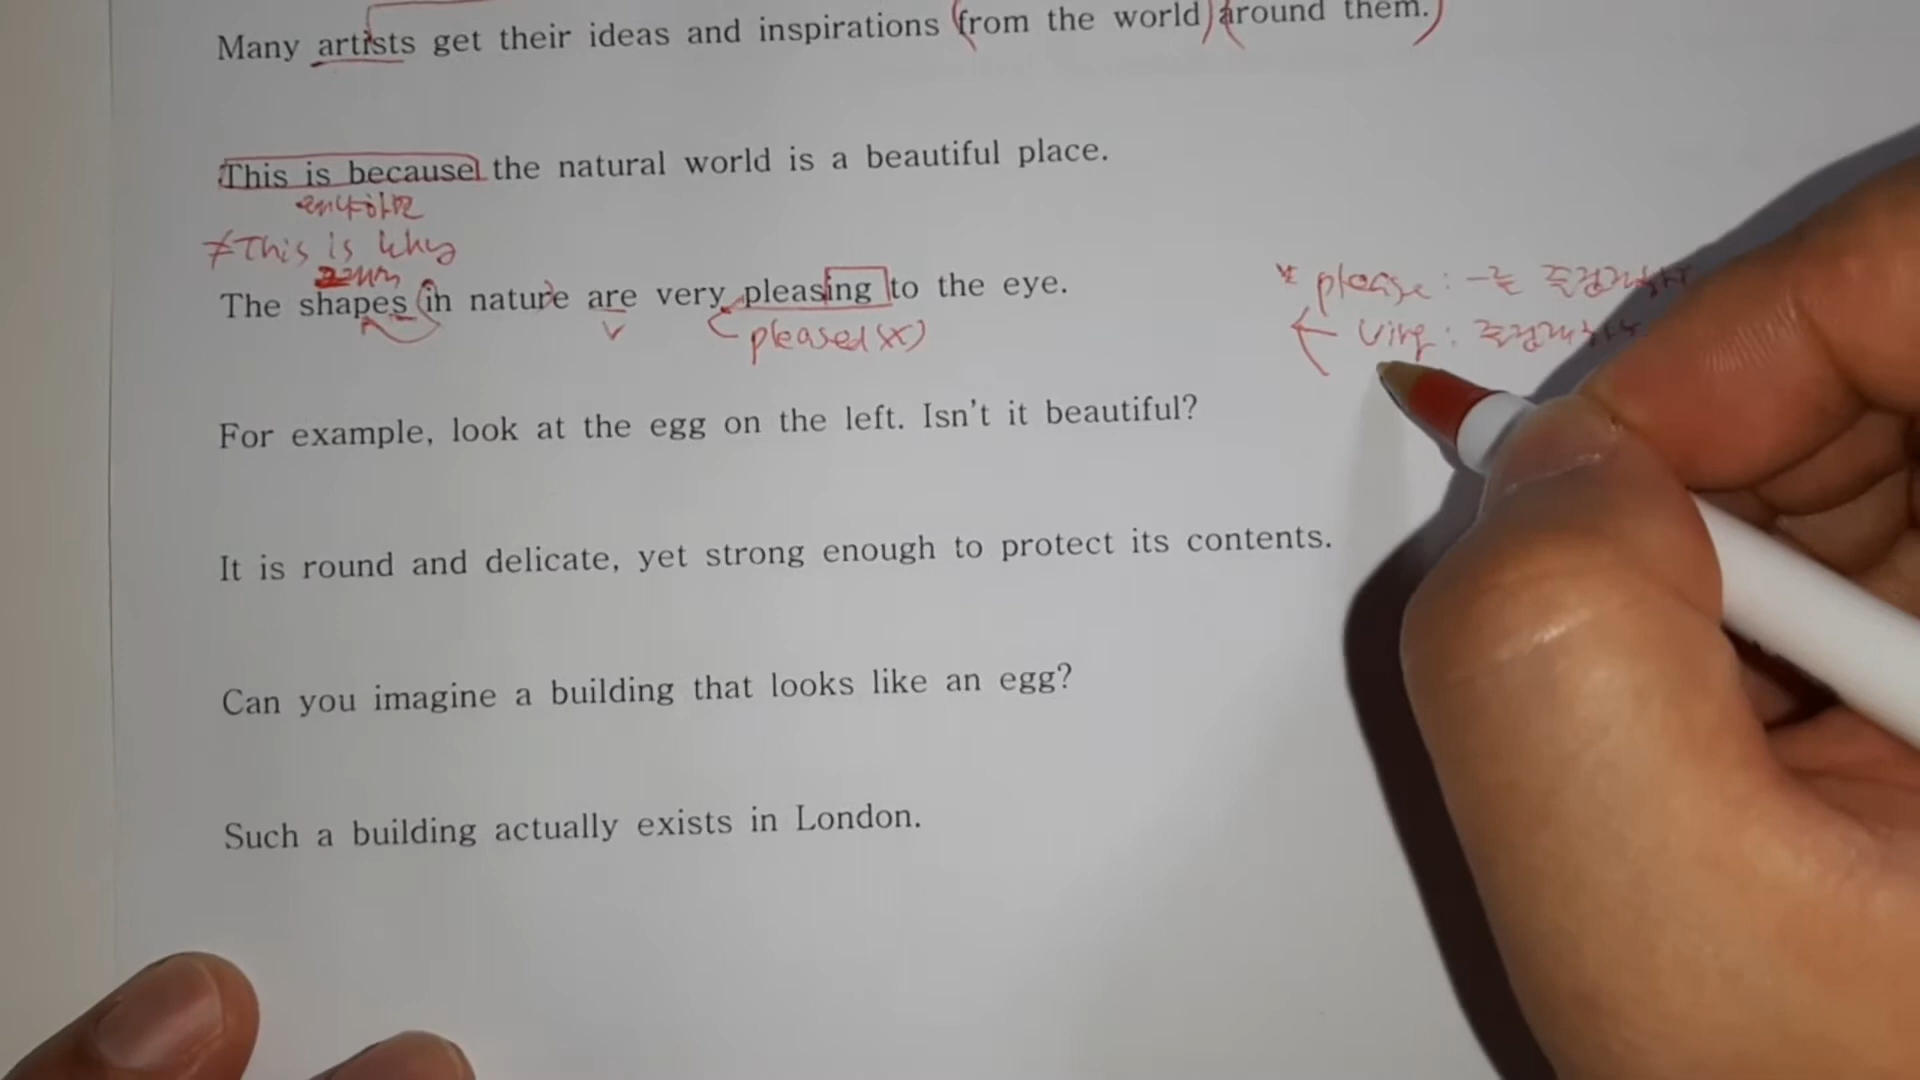 Many artists get their ideas and inspirations from the world around them.
This is because the natural world is a beautiful place.
왜냐하면
≠This is why
The shapes in nature are very pleasing to the eye.
* please : -를 즐겁게하다
v
pleased(x)
Ving :
For example, look at the egg on the left. Isn't it beautiful?
It is round and delicate, yet strong enough to protect its contents.
Can you imagine a building that looks like an egg?
Such a building actually exists in London.